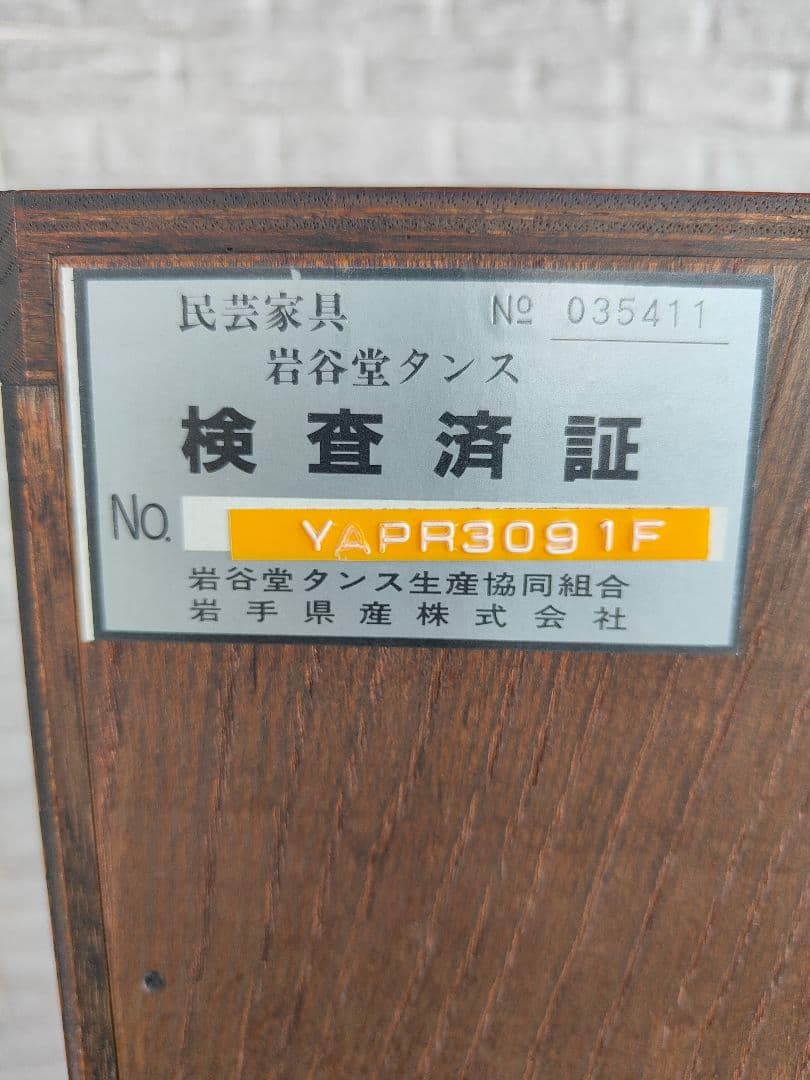 民芸家具 № 035411
岩谷堂タンス
検査済証
No. YAPR3091F
岩谷堂タンス生産協同組合
岩手県産株式会社